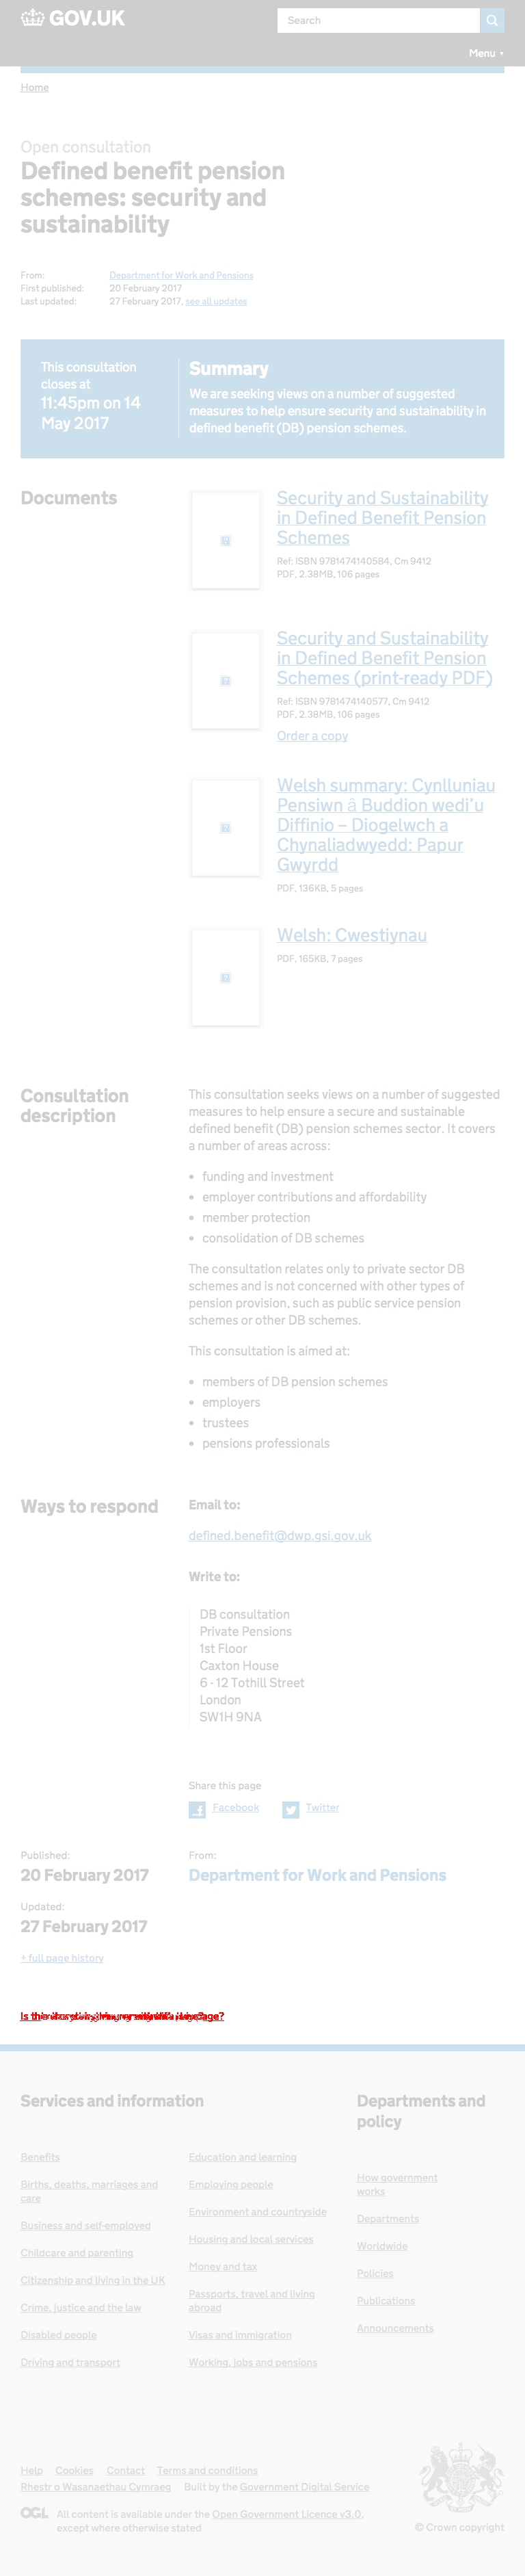 GOV.UK
Search
Menu ▼
Home
Open consultation
Defined benefit pension
schemes: security and
sustainability
From: Department for Work and Pensions
First published: 20 February 2017
Last updated: 27 February 2017, see all updates
This consultation
closes at
11:45pm on 14
May 2017
Summary
We are seeking views on a number of suggested
measures to help ensure security and sustainability in
defined benefit (DB) pension schemes.
Documents
Security and Sustainability
in Defined Benefit Pension
Schemes
Ref: ISBN 9781474140584, Cm 9412
PDF, 2.38MB, 106 pages
Security and Sustainability
in Defined Benefit Pension
Schemes (print-ready PDF)
Ref: ISBN 9781474140577, Cm 9412
PDF, 2.38MB, 106 pages
Order a copy
Welsh summary: Cynlluniau
Pensiwn â Buddion wedi’u
Diffinio – Diogelwch a
Chynaliadwyedd: Papur
Gwyrdd
PDF, 136KB, 5 pages
Welsh: Cwestiynau
PDF, 165KB, 7 pages
Consultation
description
This consultation seeks views on a number of suggested
measures to help ensure a secure and sustainable
defined benefit (DB) pension schemes sector. It covers
a number of areas across:
• funding and investment
• employer contributions and affordability
• member protection
• consolidation of DB schemes
The consultation relates only to private sector DB
schemes and is not concerned with other types of
pension provision, such as public service pension
schemes or other DB schemes.
This consultation is aimed at:
• members of DB pension schemes
• employers
• trustees
• pensions professionals
Ways to respond
Email to:
defined.benefit@dwp.gsi.gov.uk
Write to:
DB consultation
Private Pensions
1st Floor
Caxton House
6 - 12 Tothill Street
London
SW1H 9NA
Share this page
Facebook
Twitter
Published:
20 February 2017
From:
Department for Work and Pensions
Updated:
27 February 2017
+ full page history
Services and information
Benefits
Births, deaths, marriages and
care
Business and self-employed
Childcare and parenting
Citizenship and living in the UK
Crime, justice and the law
Disabled people
Driving and transport
Education and learning
Employing people
Environment and countryside
Housing and local services
Money and tax
Passports, travel and living
abroad
Visas and immigration
Working, jobs and pensions
Departments and
policy
How government
works
Departments
Worldwide
Policies
Publications
Announcements
Help Cookies Contact Terms and conditions
Rhestr o Wasanaethau Cymraeg Built by the Government Digital Service
OGL All content is available under the Open Government Licence v3.0,
except where otherwise stated
© Crown copyright